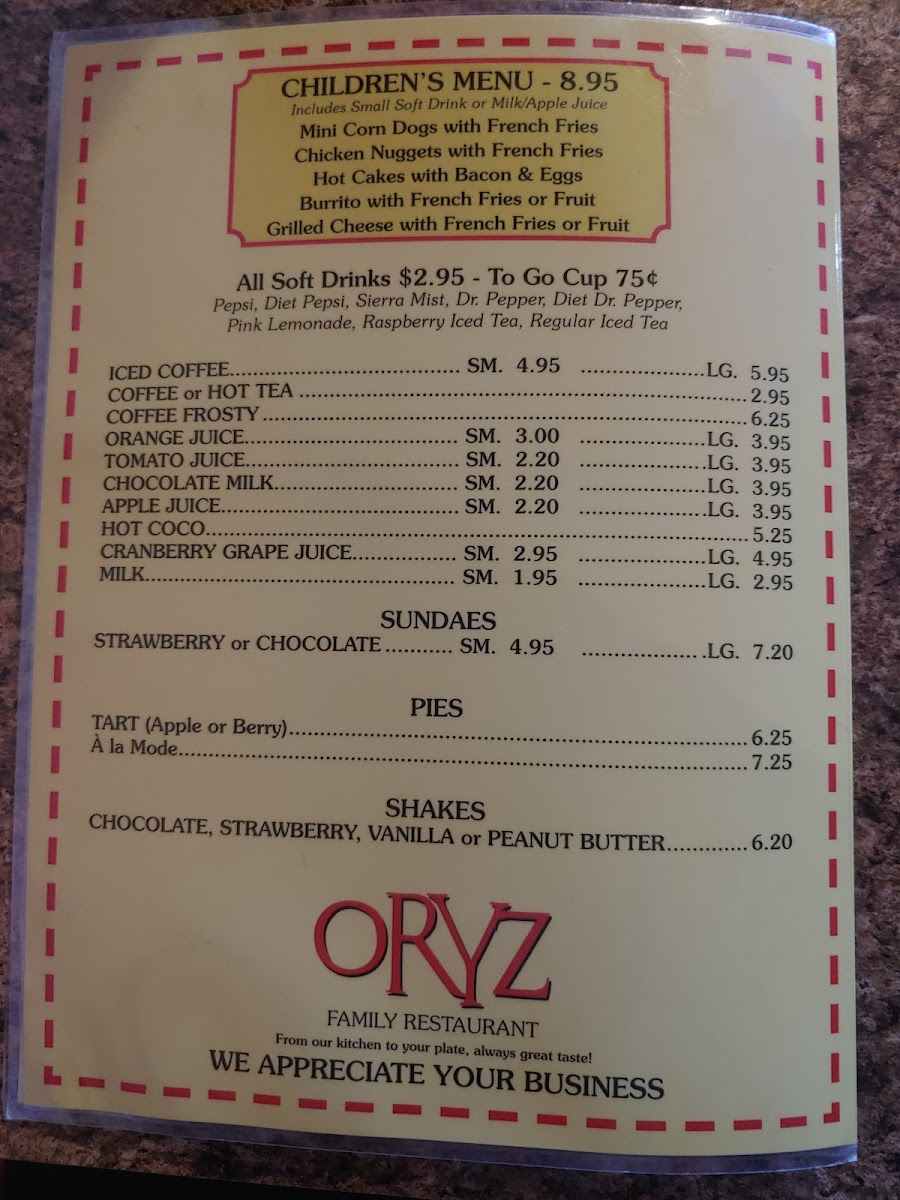 CHILDREN'S MENU - 8.95
Includes Small Soft Drink or Milk/Apple Juice
Mini Corn Dogs with French Fries
Chicken Nuggets with French Fries
Hot Cakes with Bacon & Eggs
Burrito with French Fries or Fruit
Grilled Cheese with French Fries or Fruit
All Soft Drinks $2.95 - To Go Cup 75¢
Pepsi, Diet Pepsi, Sierra Mist, Dr. Pepper, Diet Dr. Pepper,
Pink Lemonade, Raspberry Iced Tea, Regular Iced Tea
ICED COFFEE.................................... SM. 4.95 ....................LG. 5.95
COFFEE or HOT TEA ........................................................................2.95
COFFEE FROSTY..............................................................................6.25
ORANGE JUICE.................................. SM. 3.00 ....................LG. 3.95
TOMATO JUICE.................................. SM. 2.20 ....................LG. 3.95
CHOCOLATE MILK............................. SM. 2.20 ....................LG. 3.95
APPLE JUICE...................................... SM. 2.20 ....................LG. 3.95
HOT COCO.......................................................................................5.25
CRANBERRY GRAPE JUICE................ SM. 2.95 ....................LG. 4.95
MILK.................................................. SM. 1.95 ....................LG. 2.95
SUNDAES
STRAWBERRY or CHOCOLATE........... SM. 4.95 ...................LG. 7.20
PIES
TART (Apple or Berry)..........................................................................6.25
À la Mode............................................................................................7.25
SHAKES
CHOCOLATE, STRAWBERRY, VANILLA or PEANUT BUTTER.............6.20
ORYZ
FAMILY RESTAURANT
From our kitchen to your plate, always great taste!
WE APPRECIATE YOUR BUSINESS